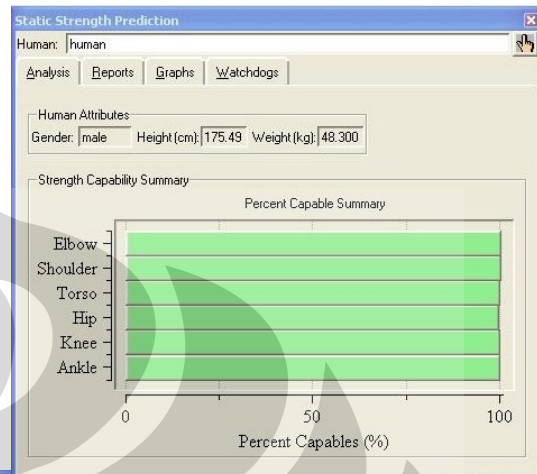 Static Strength Prediction
Human: human
Analysis Reports Graphs Watchdogs
Human Attributes
Gender: male Height (cm): 175.49 Weight (kg): 48.300
Strength Capability Summary
Percent Capable Summary
Elbow
Shoulder
Torso
Hip
Knee
Ankle
0 50 100
Percent Capables (%)